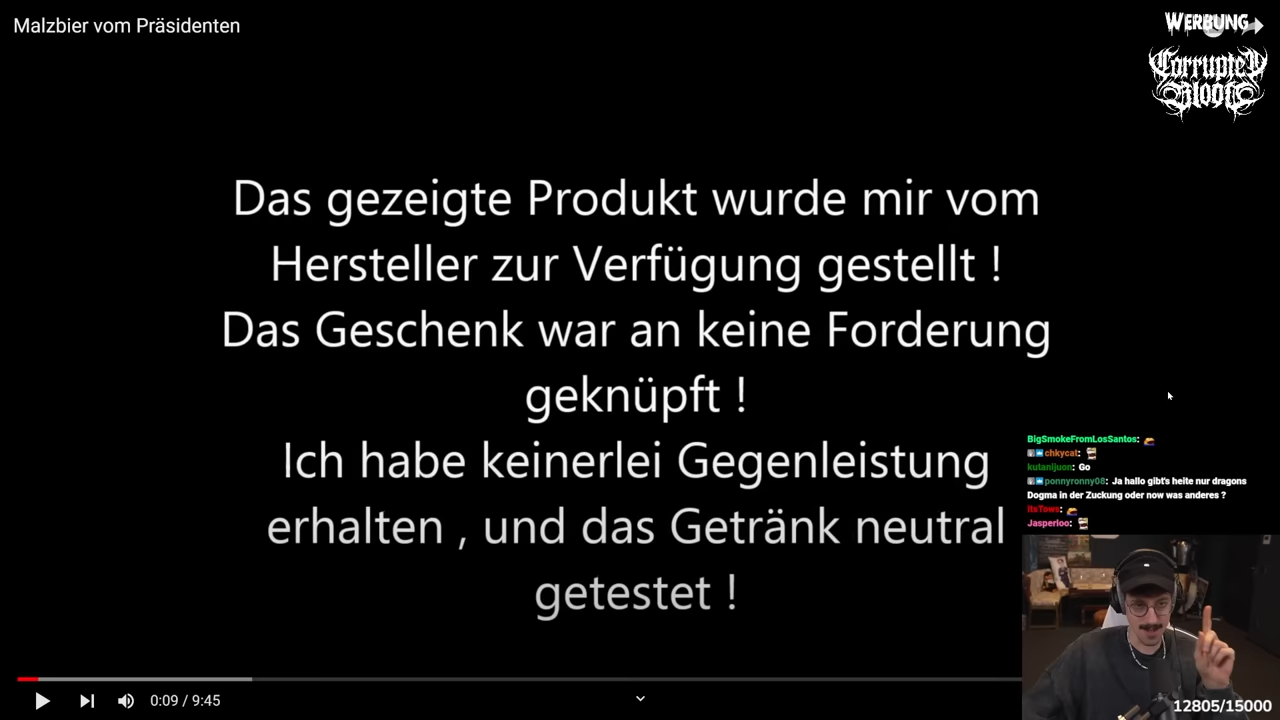 Malzbier vom Präsidenten
WERBUNG
Corrupted
Blood
Das gezeigte Produkt wurde mir vom
Hersteller zur Verfügung gestellt !
Das Geschenk war an keine Forderung
geknüpft !
Ich habe keinerlei Gegenleistung
erhalten , und das Getränk neutral
getestet !
BigSmokeFromLosSantos:
chkycat:
kutanijuon: Go
ponnyronny08: Ja hallo gibt's heite nur dragons
Dogma in der Zuckung oder now was anderes ?
itsTows:
Jasperloo:
0:09 / 9:45
12805/15000